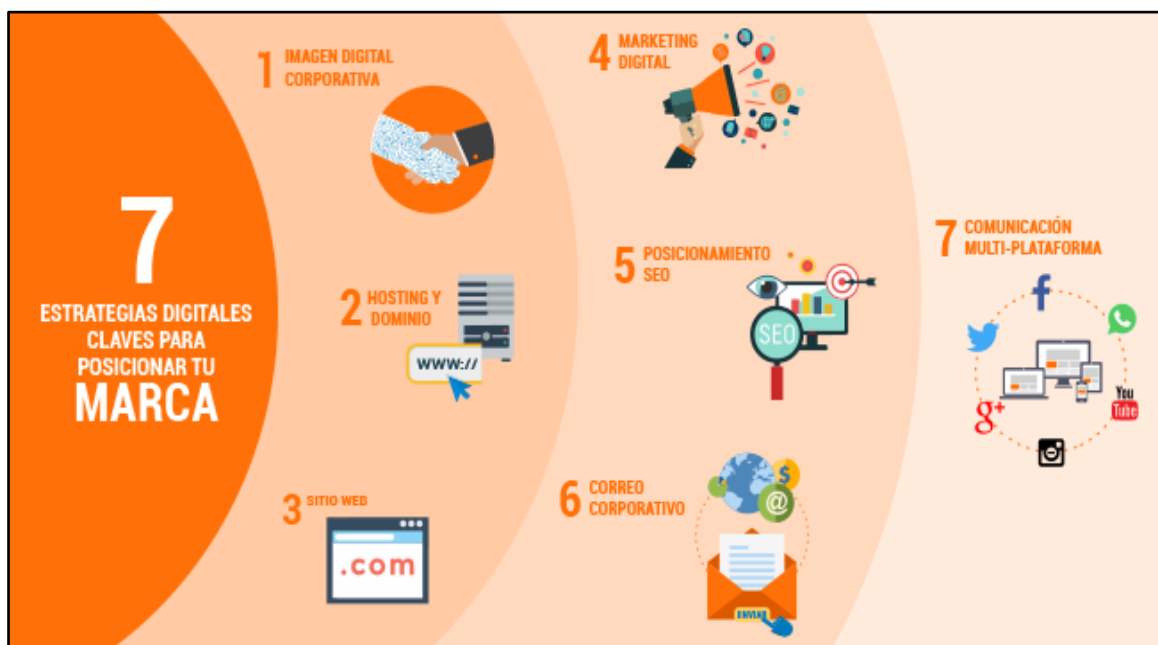 7
ESTRATEGIAS DIGITALES
CLAVES PARA
POSICIONAR TU
MARCA
1 IMAGEN DIGITAL
CORPORATIVA
2 HOSTING Y
DOMINIO
WWW://
3 SITIO WEB
.com
4 MARKETING
DIGITAL
5 POSICIONAMIENTO
SEO
SEO
6 CORREO
CORPORATIVO
$
@
ENVIAR
7 COMUNICACIÓN
MULTI-PLATAFORMA
f
g+
You
Tube